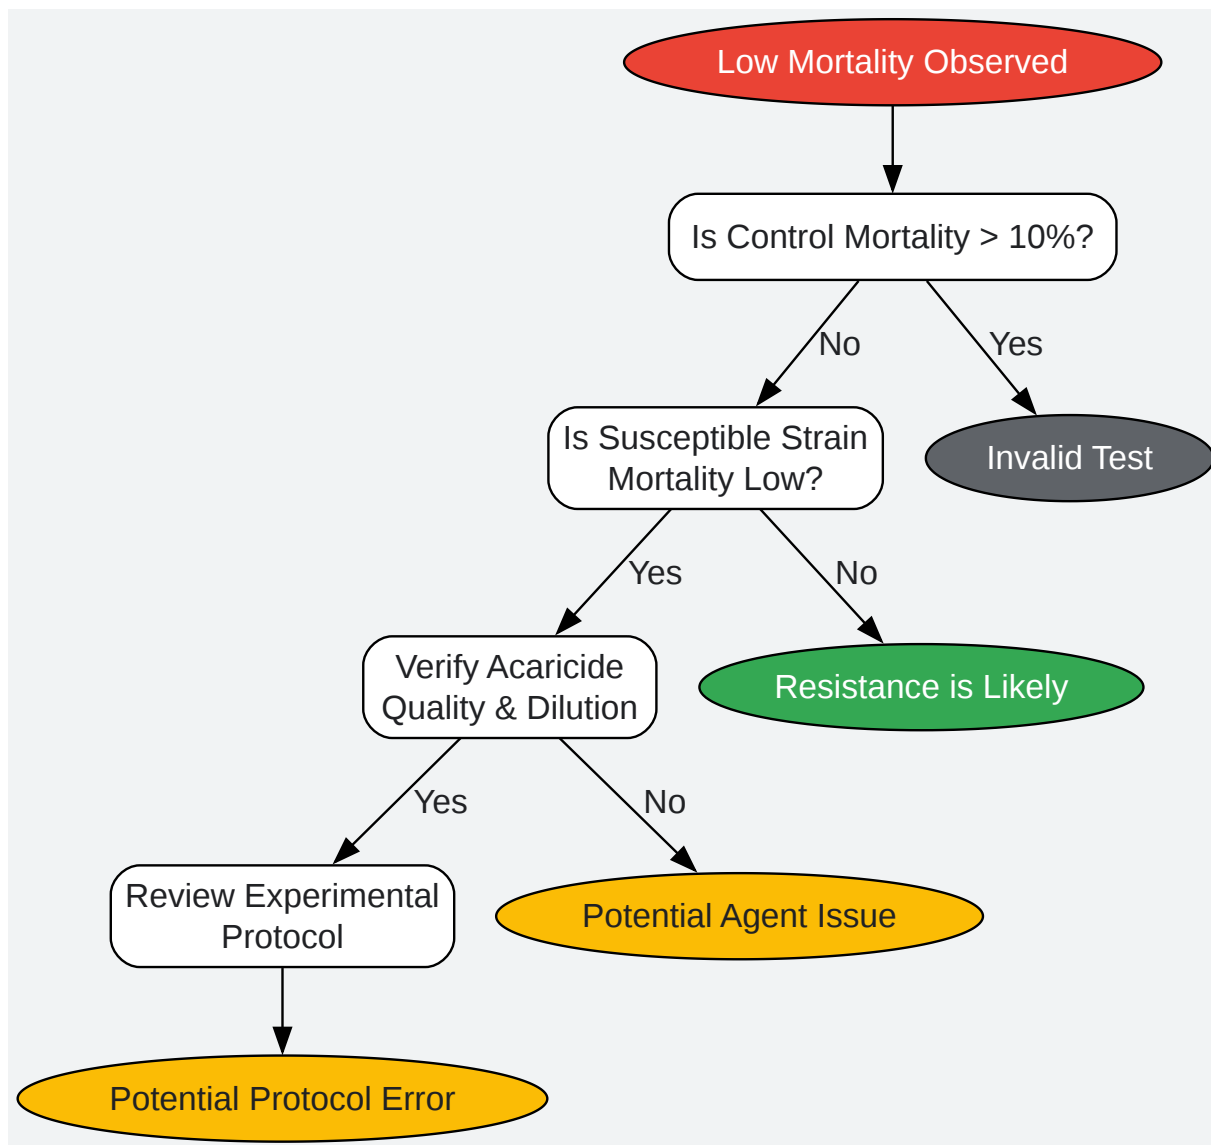 Low Mortality Observed
Is Control Mortality > 10%?
No
Yes
Is Susceptible Strain
Mortality Low?
Invalid Test
Yes
No
Verify Acaricide
Quality & Dilution
Resistance is Likely
Yes
No
Review Experimental
Protocol
Potential Agent Issue
Potential Protocol Error